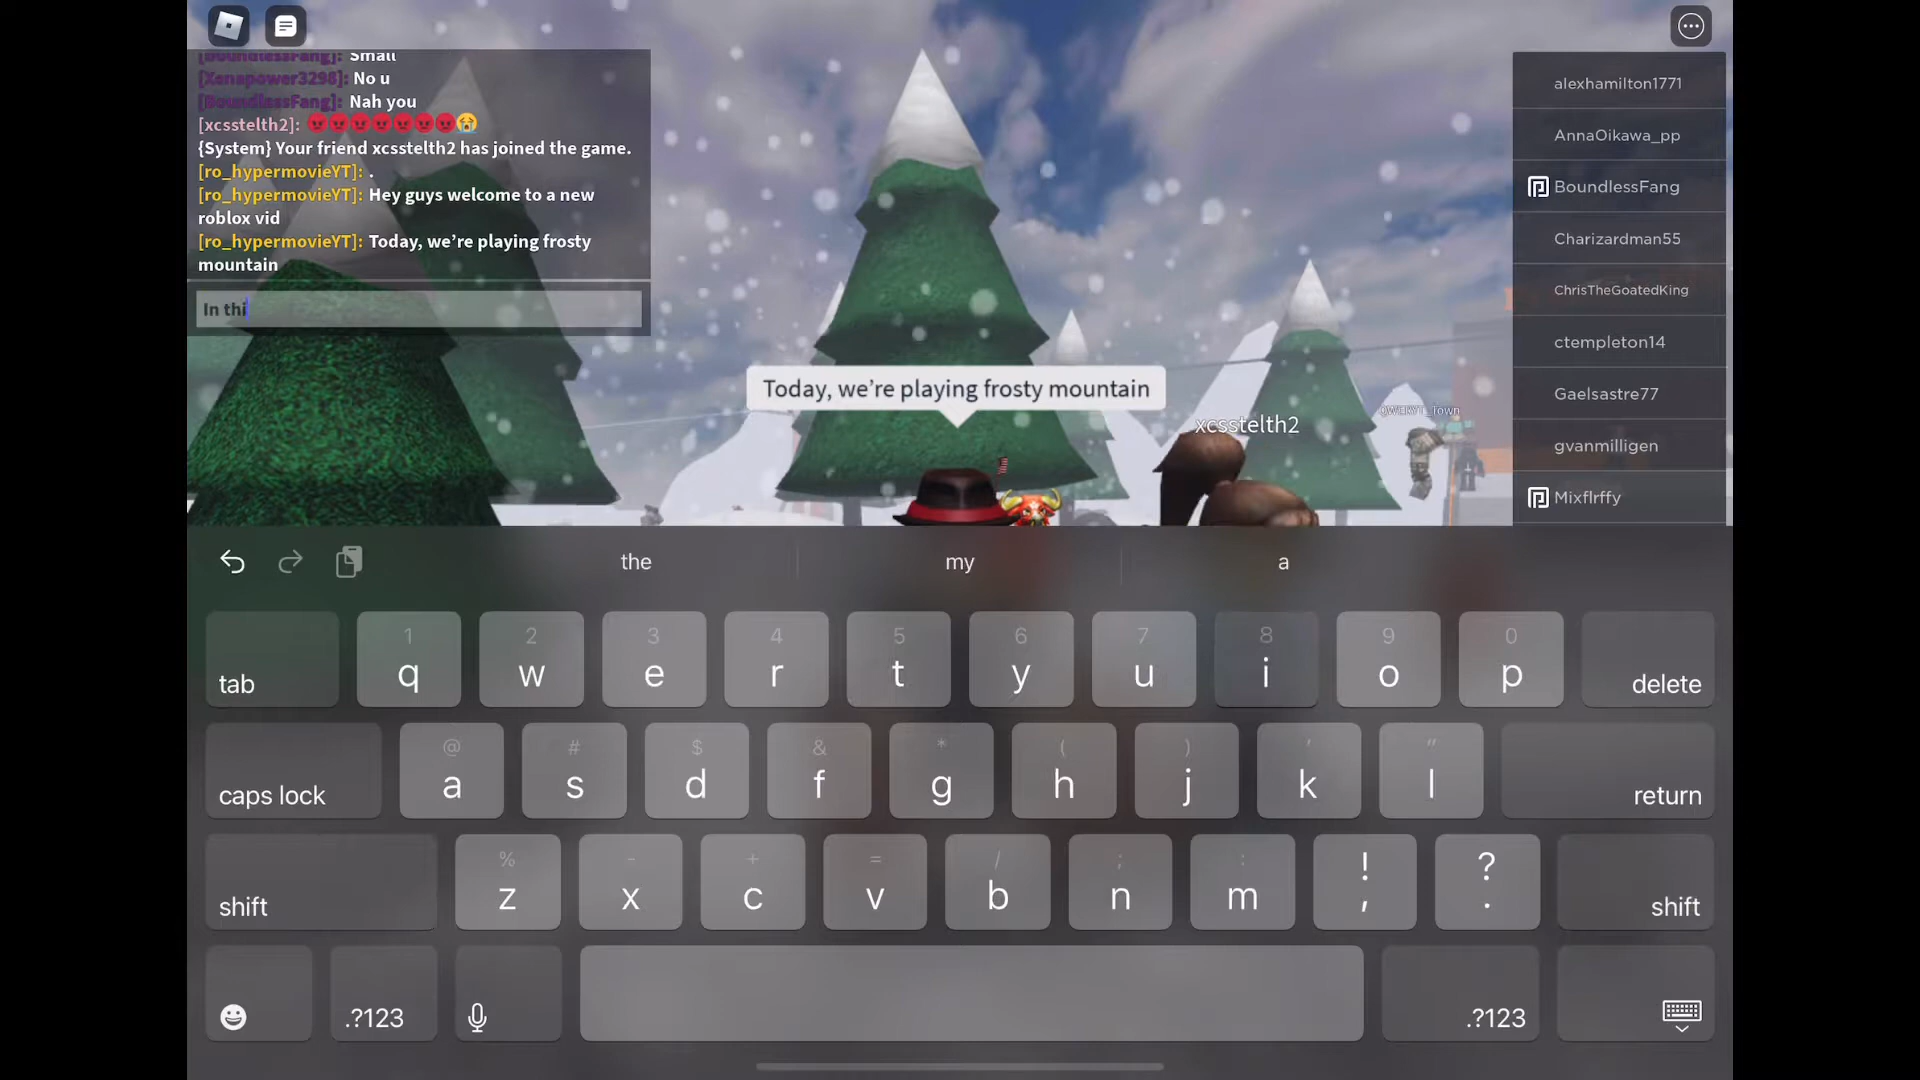 [BoundlessFang]: Small
[Xenapower3298]: No u
[BoundlessFang]: Nah you
[xcsstelth2]: 😡😡😡😡😡😡😡😭
{System} Your friend xcsstelth2 has joined the game.
[ro_hypermovieYT]: .
[ro_hypermovieYT]: Hey guys welcome to a new
roblox vid
[ro_hypermovieYT]: Today, we’re playing frosty
mountain
In thi
Today, we’re playing frosty mountain
xcsstelth2
alexhamilton1771
AnnaOikawa_pp
BoundlessFang
Charizardman55
ChrisTheGoatedKing
ctempleton14
Gaelsastre77
gvanmilligen
Mixflrffy
the my a
1 2 3 4 5 6 7 8 9 0
tab q w e r t y u i o p delete
@ # $ & * ( ) ' "
caps lock a s d f g h j k l return
% - + = / ; : ! ?
shift z x c v b n m , . shift
.?123 .?123